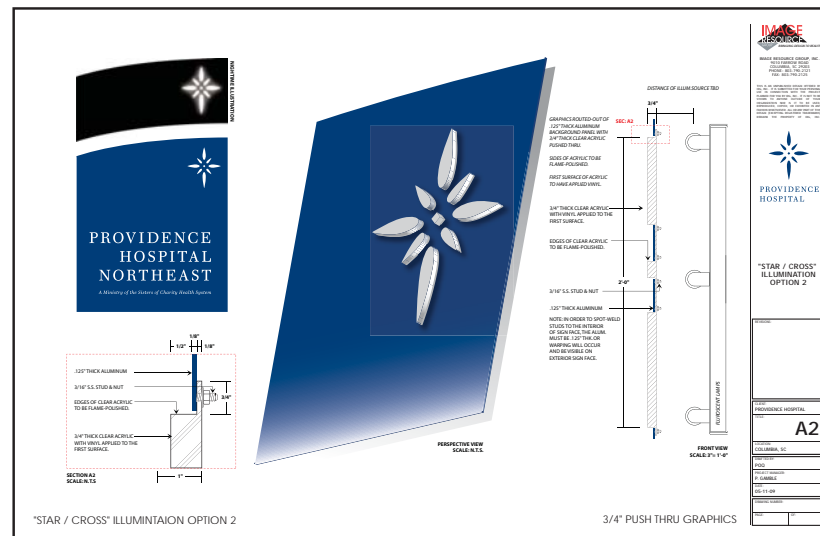 NIGHTTIME ILLUSTRATION
PROVIDENCE
HOSPITAL
NORTHEAST
A Ministry of the Sisters of Charity Health System
1/8"
1/2"
1/8"
3/4"
.125" THICK ALUMINUM
3/16" S.S. STUD & NUT
EDGES OF CLEAR ACRYLIC
TO BE FLAME-POLISHED.
3/4" THICK CLEAR ACRYLIC
WITH VINYL APPLIED TO THE
FIRST SURFACE.
1"
SECTION A2
SCALE: N.T.S
"STAR / CROSS" ILLUMINTAION OPTION 2
PERSPECTIVE VIEW
SCALE: N.T.S.
DISTANCE OF ILLUM.SOURCE TBD
3/4"
SEC: A2
GRAPHICS ROUTED-OUT OF
.125" THICK ALUMINUM
BACKGROUND PANEL WITH
3/4" THICK CLEAR ACRYLIC
PUSHED THRU.
SIDES OF ACRYLIC TO BE
FLAME-POLISHED.
FIRST SURFACE OF ACRYLIC
TO HAVE APPLIED VINYL.
3/4" THICK CLEAR ACRYLIC
WITH VINYL APPLIED TO THE
FIRST SURFACE.
EDGES OF CLEAR ACRYLIC
TO BE FLAME-POLISHED.
2'-0"
3/16" S.S. STUD & NUT
.125" THICK ALUMINUM
NOTE: IN ORDER TO SPOT-WELD
STUDS TO THE INTERIOR
OF SIGN FACE, THE ALUM.
MUST BE .125" THK. OR
WARPING WILL OCCUR
AND BE VISIBLE ON
EXTERIOR SIGN FACE.
FLUROSCENT LAMPS
FRONT VIEW
SCALE: 3"= 1'-0"
3/4" PUSH THRU GRAPHICS
IMAGE
RESOURCE
IMAGE RESOURCE GROUP, INC.
COLUMBIA, SC 29203
PROVIDENCE
HOSPITAL
"STAR / CROSS"
ILLUMINATION
OPTION 2
PROVIDENCE HOSPITAL
A2
COLUMBIA, SC
P. GAMBLE
05-11-09